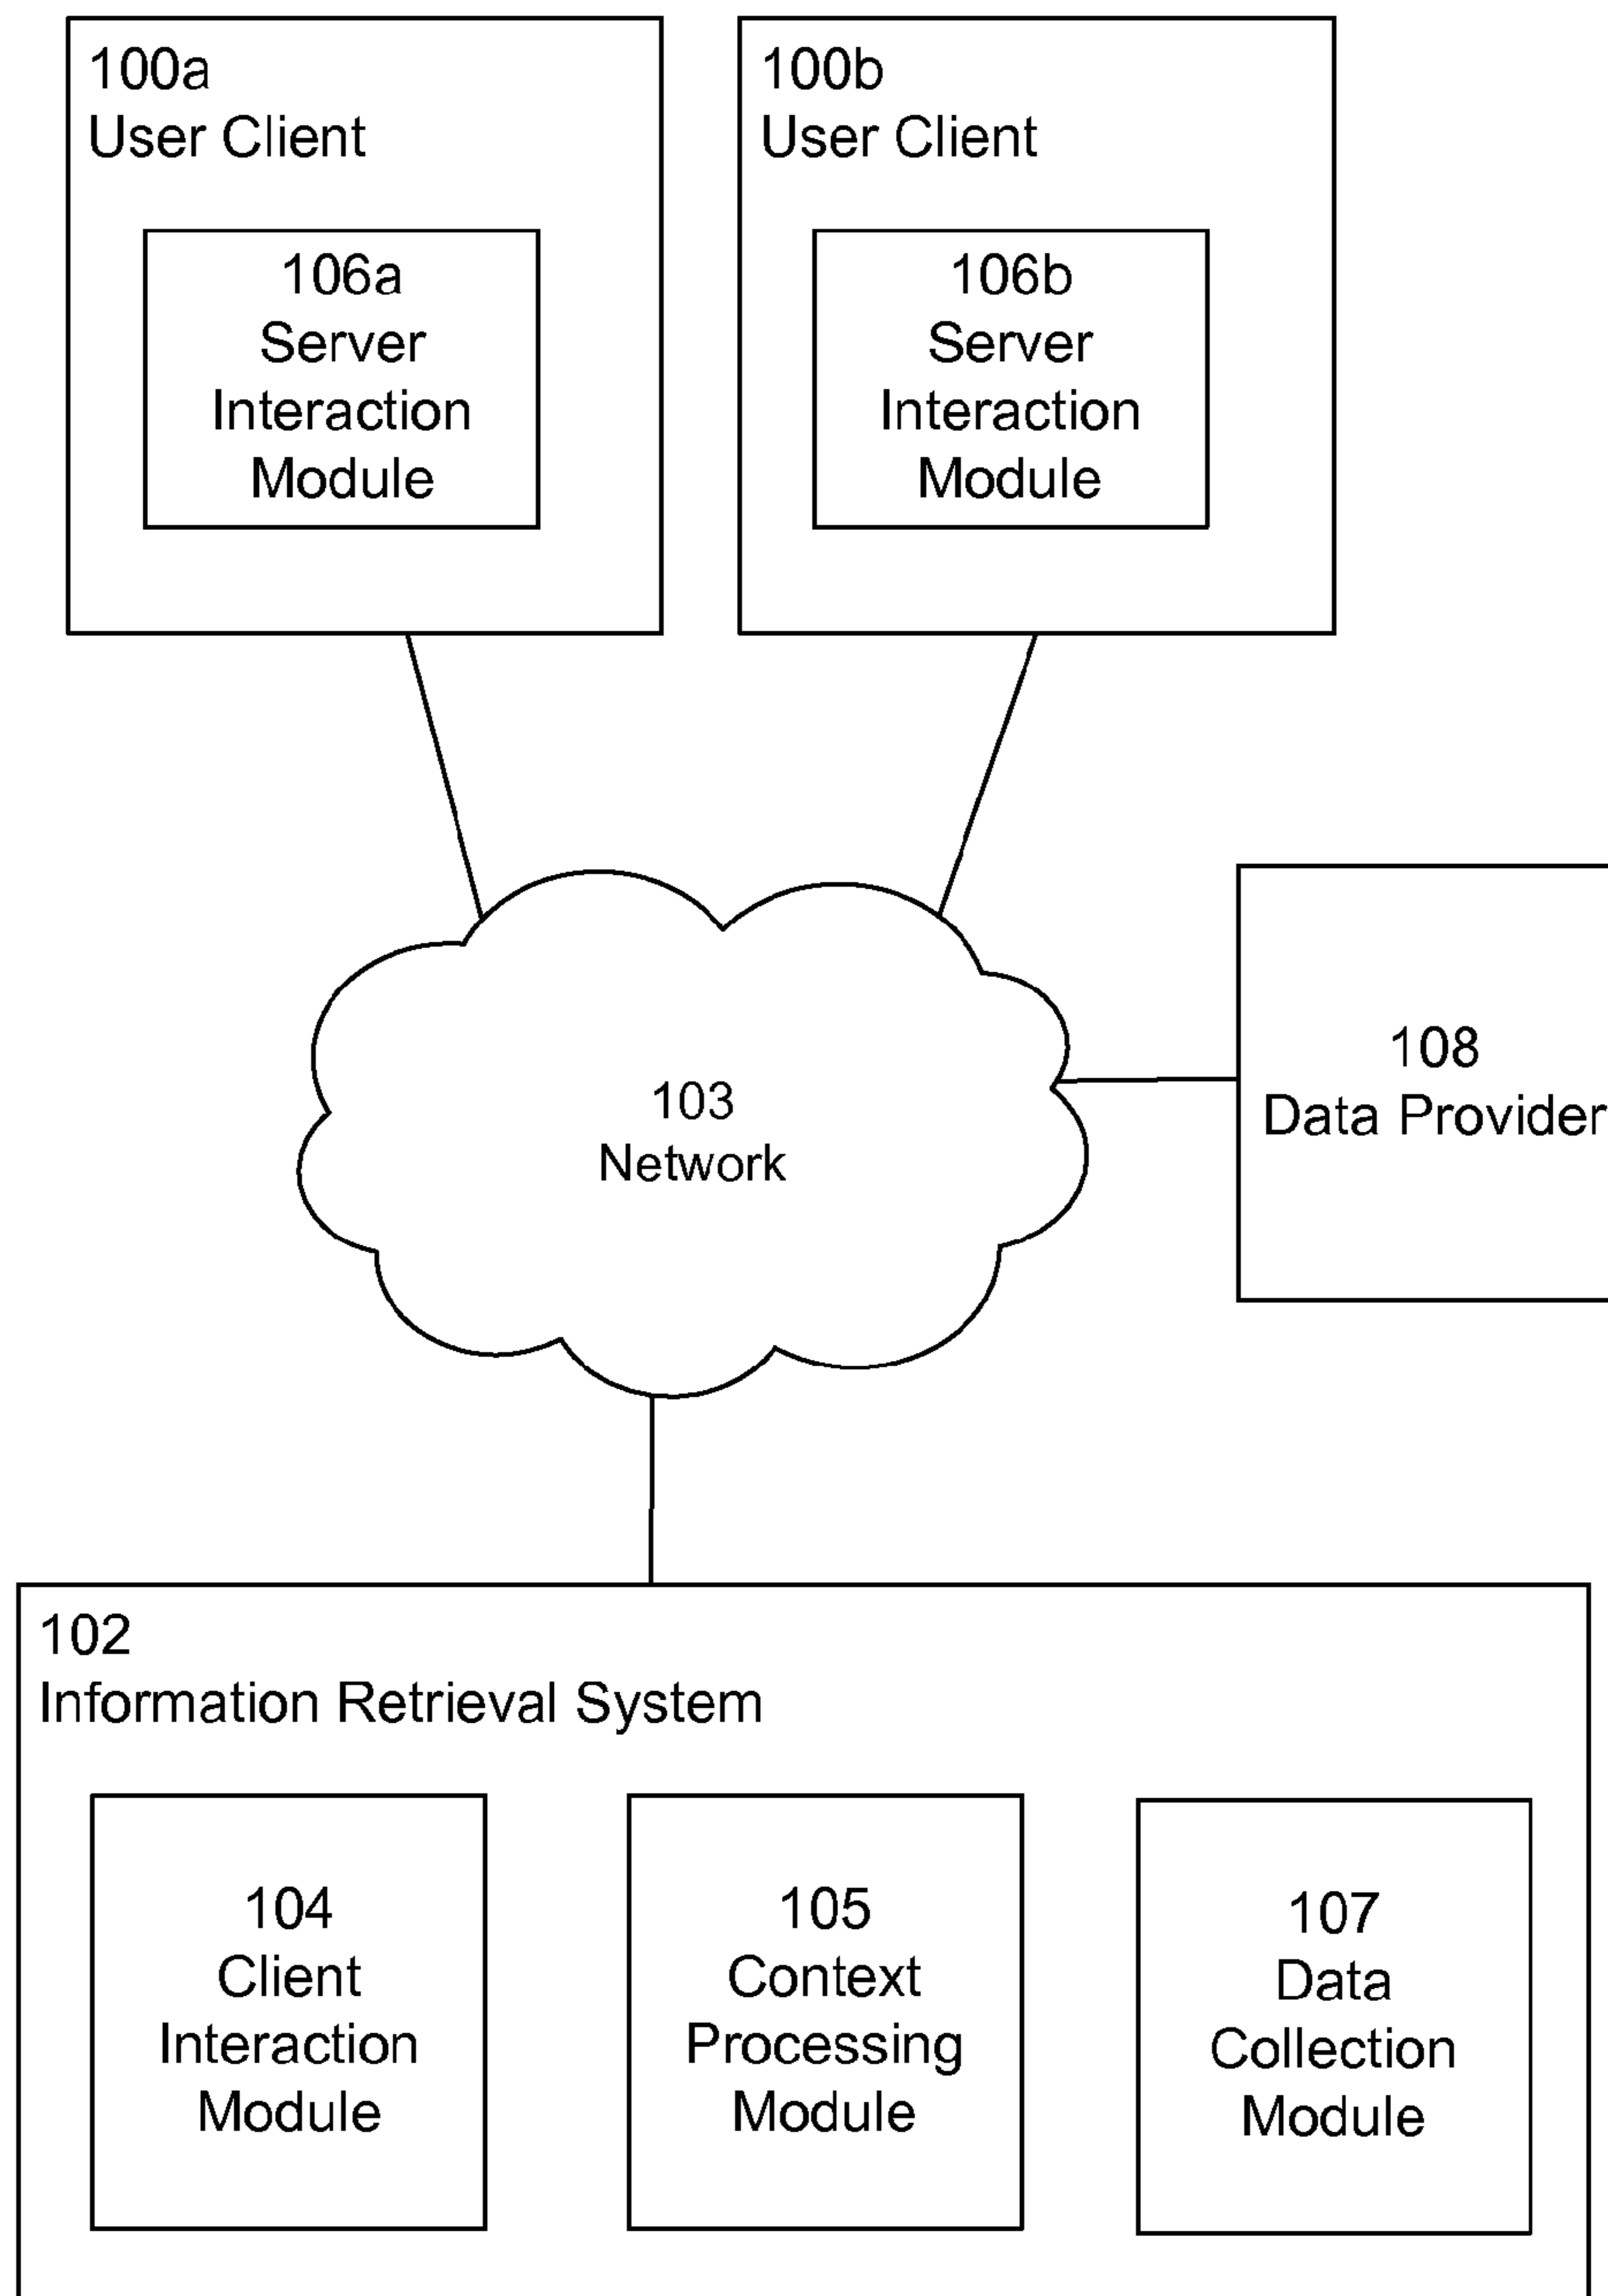 100a
User Client
106a
Server
Interaction
Module
100b
User Client
106b
Server
Interaction
Module
103
Network
108
Data Provider
102
Information Retrieval System
104
Client
Interaction
Module
105
Context
Processing
Module
107
Data
Collection
Module